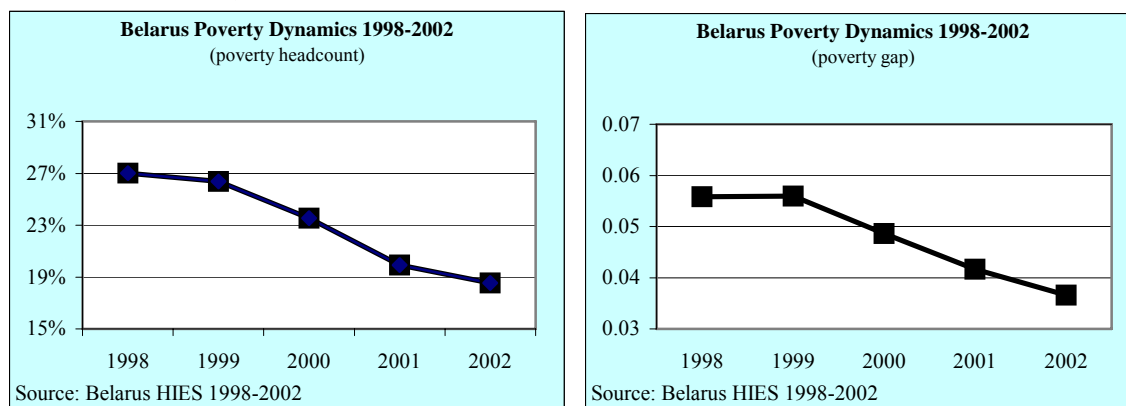 Belarus Poverty Dynamics 1998-2002
(poverty headcount)
31%
27%
23%
19%
15%
1998 1999 2000 2001 2002
Source: Belarus HIES 1998-2002
Belarus Poverty Dynamics 1998-2002
(poverty gap)
0.07
0.06
0.05
0.04
0.03
1998 1999 2000 2001 2002
Source: Belarus HIES 1998-2002